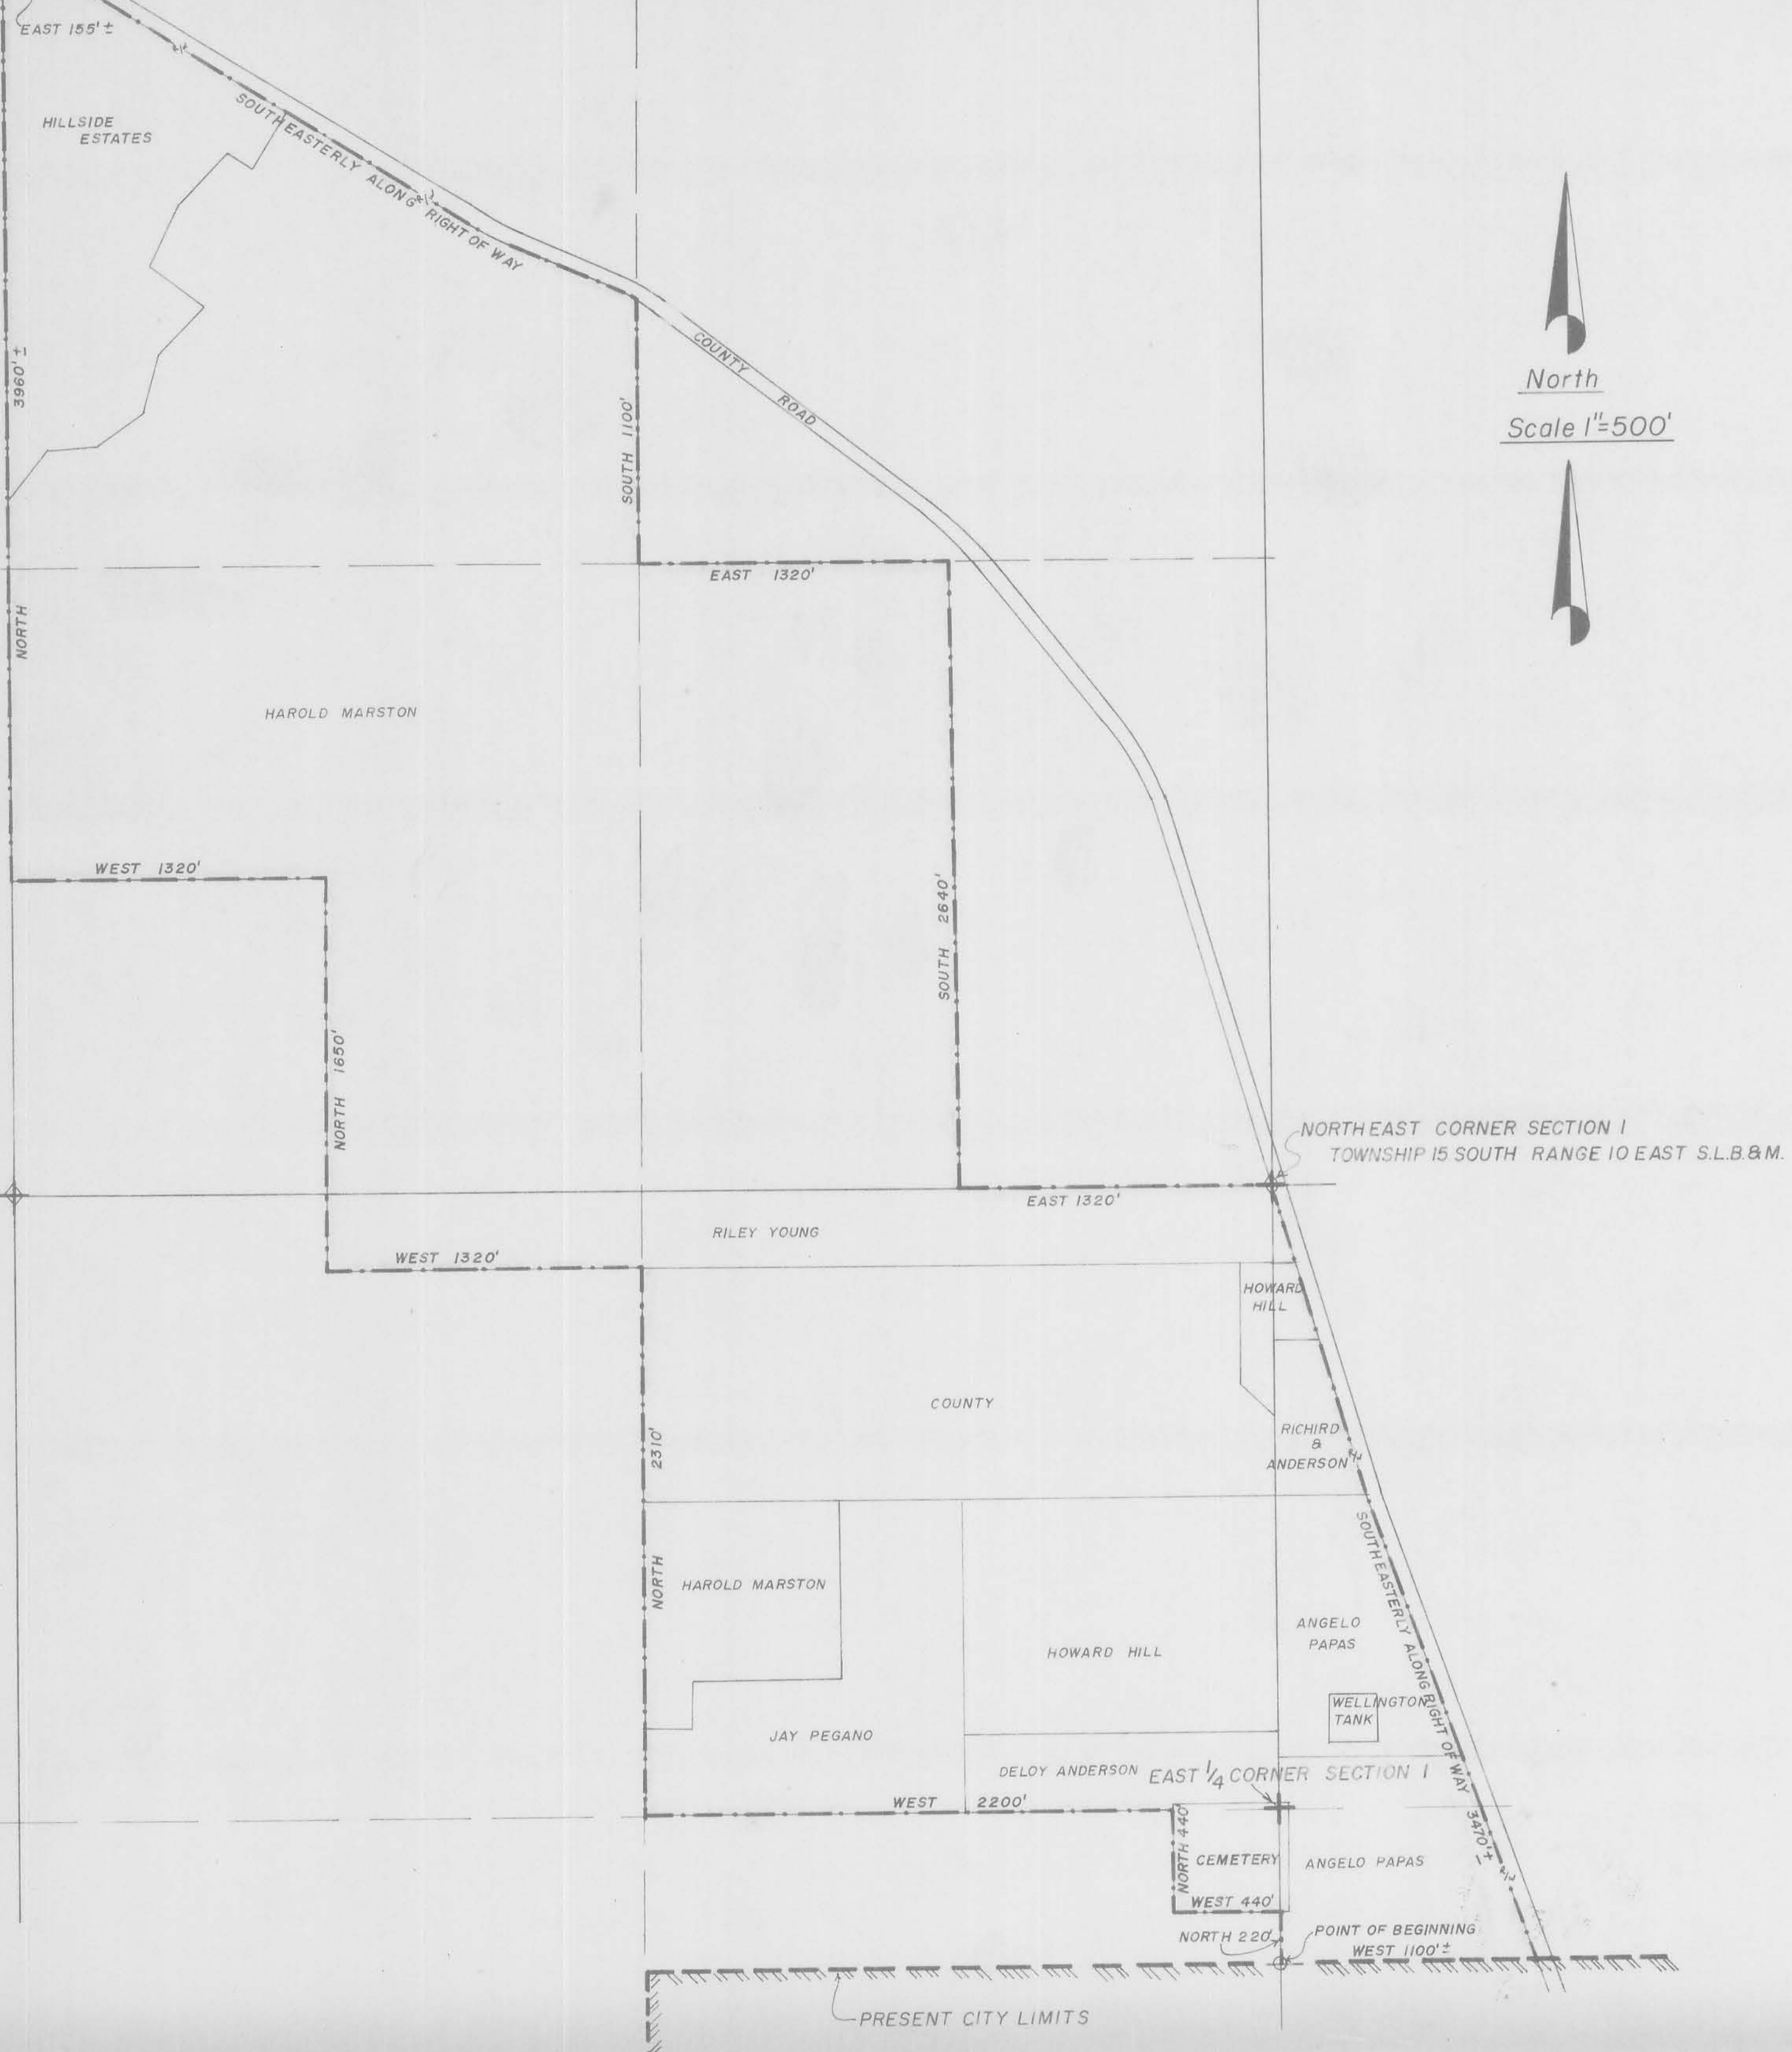 EAST 155'±
HILLSIDE
ESTATES
SOUTHEASTERLY ALONG RIGHT OF WAY
3960'±
NORTH
COUNTY ROAD
SOUTH 1100'
EAST 1320'
North
Scale 1"=500'
HAROLD MARSTON
WEST 1320'
SOUTH 2640'
NORTH 1650'
NORTHEAST CORNER SECTION 1
TOWNSHIP 15 SOUTH RANGE 10 EAST S.L.B.&M.
EAST 1320'
RILEY YOUNG
WEST 1320'
HOWARD
HILL
COUNTY
RICHIRD
&
ANDERSON
2310'
NORTH
HAROLD MARSTON
HOWARD HILL
ANGELO
PAPAS
SOUTHEASTERLY ALONG RIGHT OF WAY 3470'±
WELLINGTON
TANK
JAY PEGANO
DELOY ANDERSON
EAST 1/4 CORNER SECTION 1
WEST 2200'
NORTH 440'
CEMETERY
ANGELO PAPAS
WEST 440'
NORTH 220'
POINT OF BEGINNING
WEST 1100'±
PRESENT CITY LIMITS